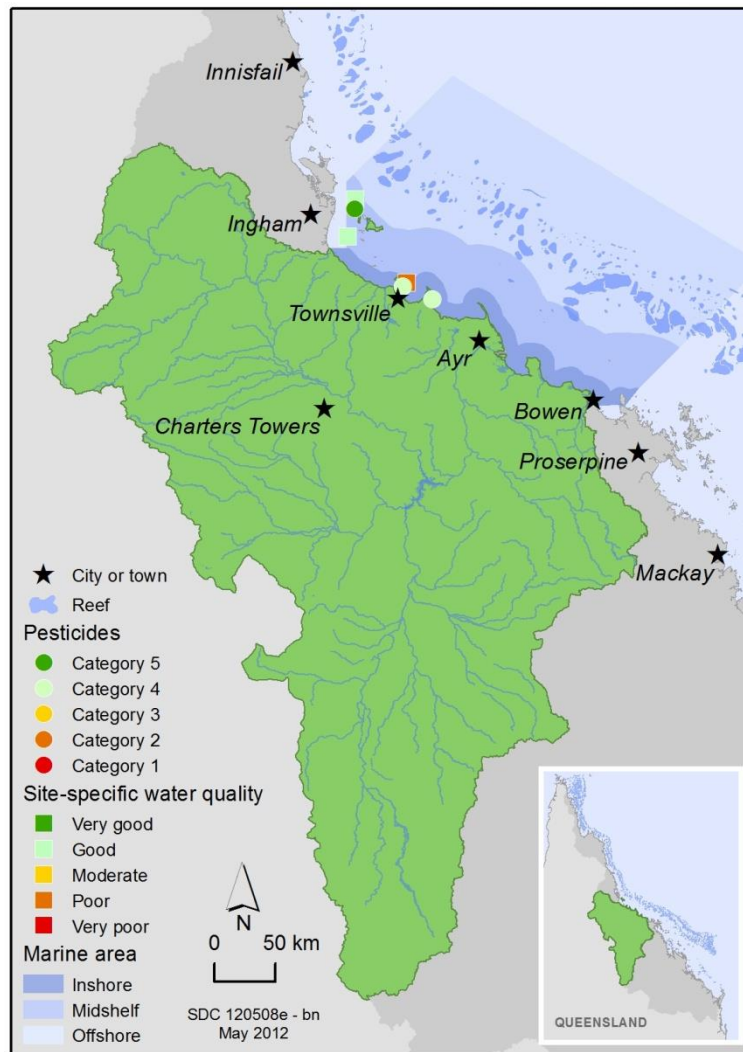 Innisfail
Ingham
Townsville
Ayr
Charters Towers
Bowen
Proserpine
Mackay
City or town
Reef
Pesticides
Category 5
Category 4
Category 3
Category 2
Category 1
Site-specific water quality
Very good
Good
Moderate
Poor
Very poor
Marine area
Inshore
Midshelf
Offshore
N
0 50 km
SDC 120508e - bn
May 2012
QUEENSLAND